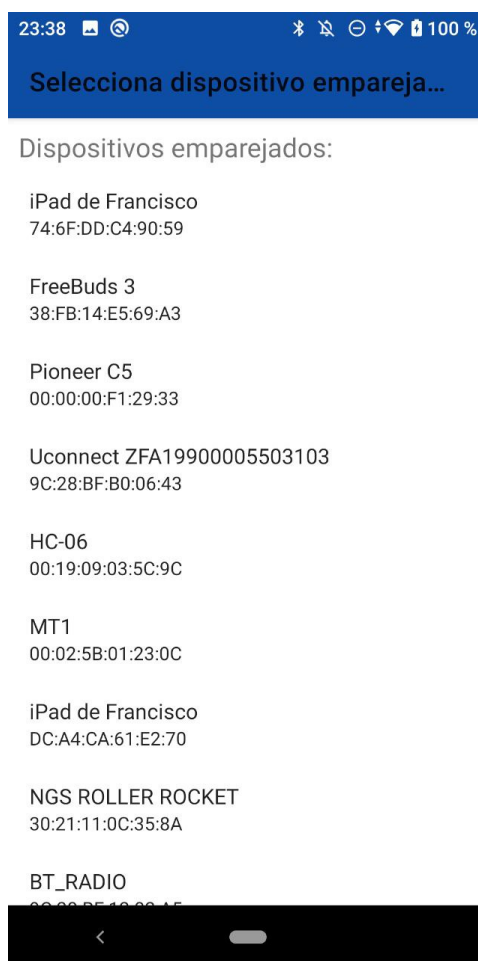 23:38 100 %
Selecciona dispositivo empareja...
Dispositivos emparejados:
iPad de Francisco
74:6F:DD:C4:90:59
FreeBuds 3
38:FB:14:E5:69:A3
Pioneer C5
00:00:00:F1:29:33
Uconnect ZFA19900005503103
9C:28:BF:B0:06:43
HC-06
00:19:09:03:5C:9C
MT1
00:02:5B:01:23:0C
iPad de Francisco
DC:A4:CA:61:E2:70
NGS ROLLER ROCKET
30:21:11:0C:35:8A
BT_RADIO